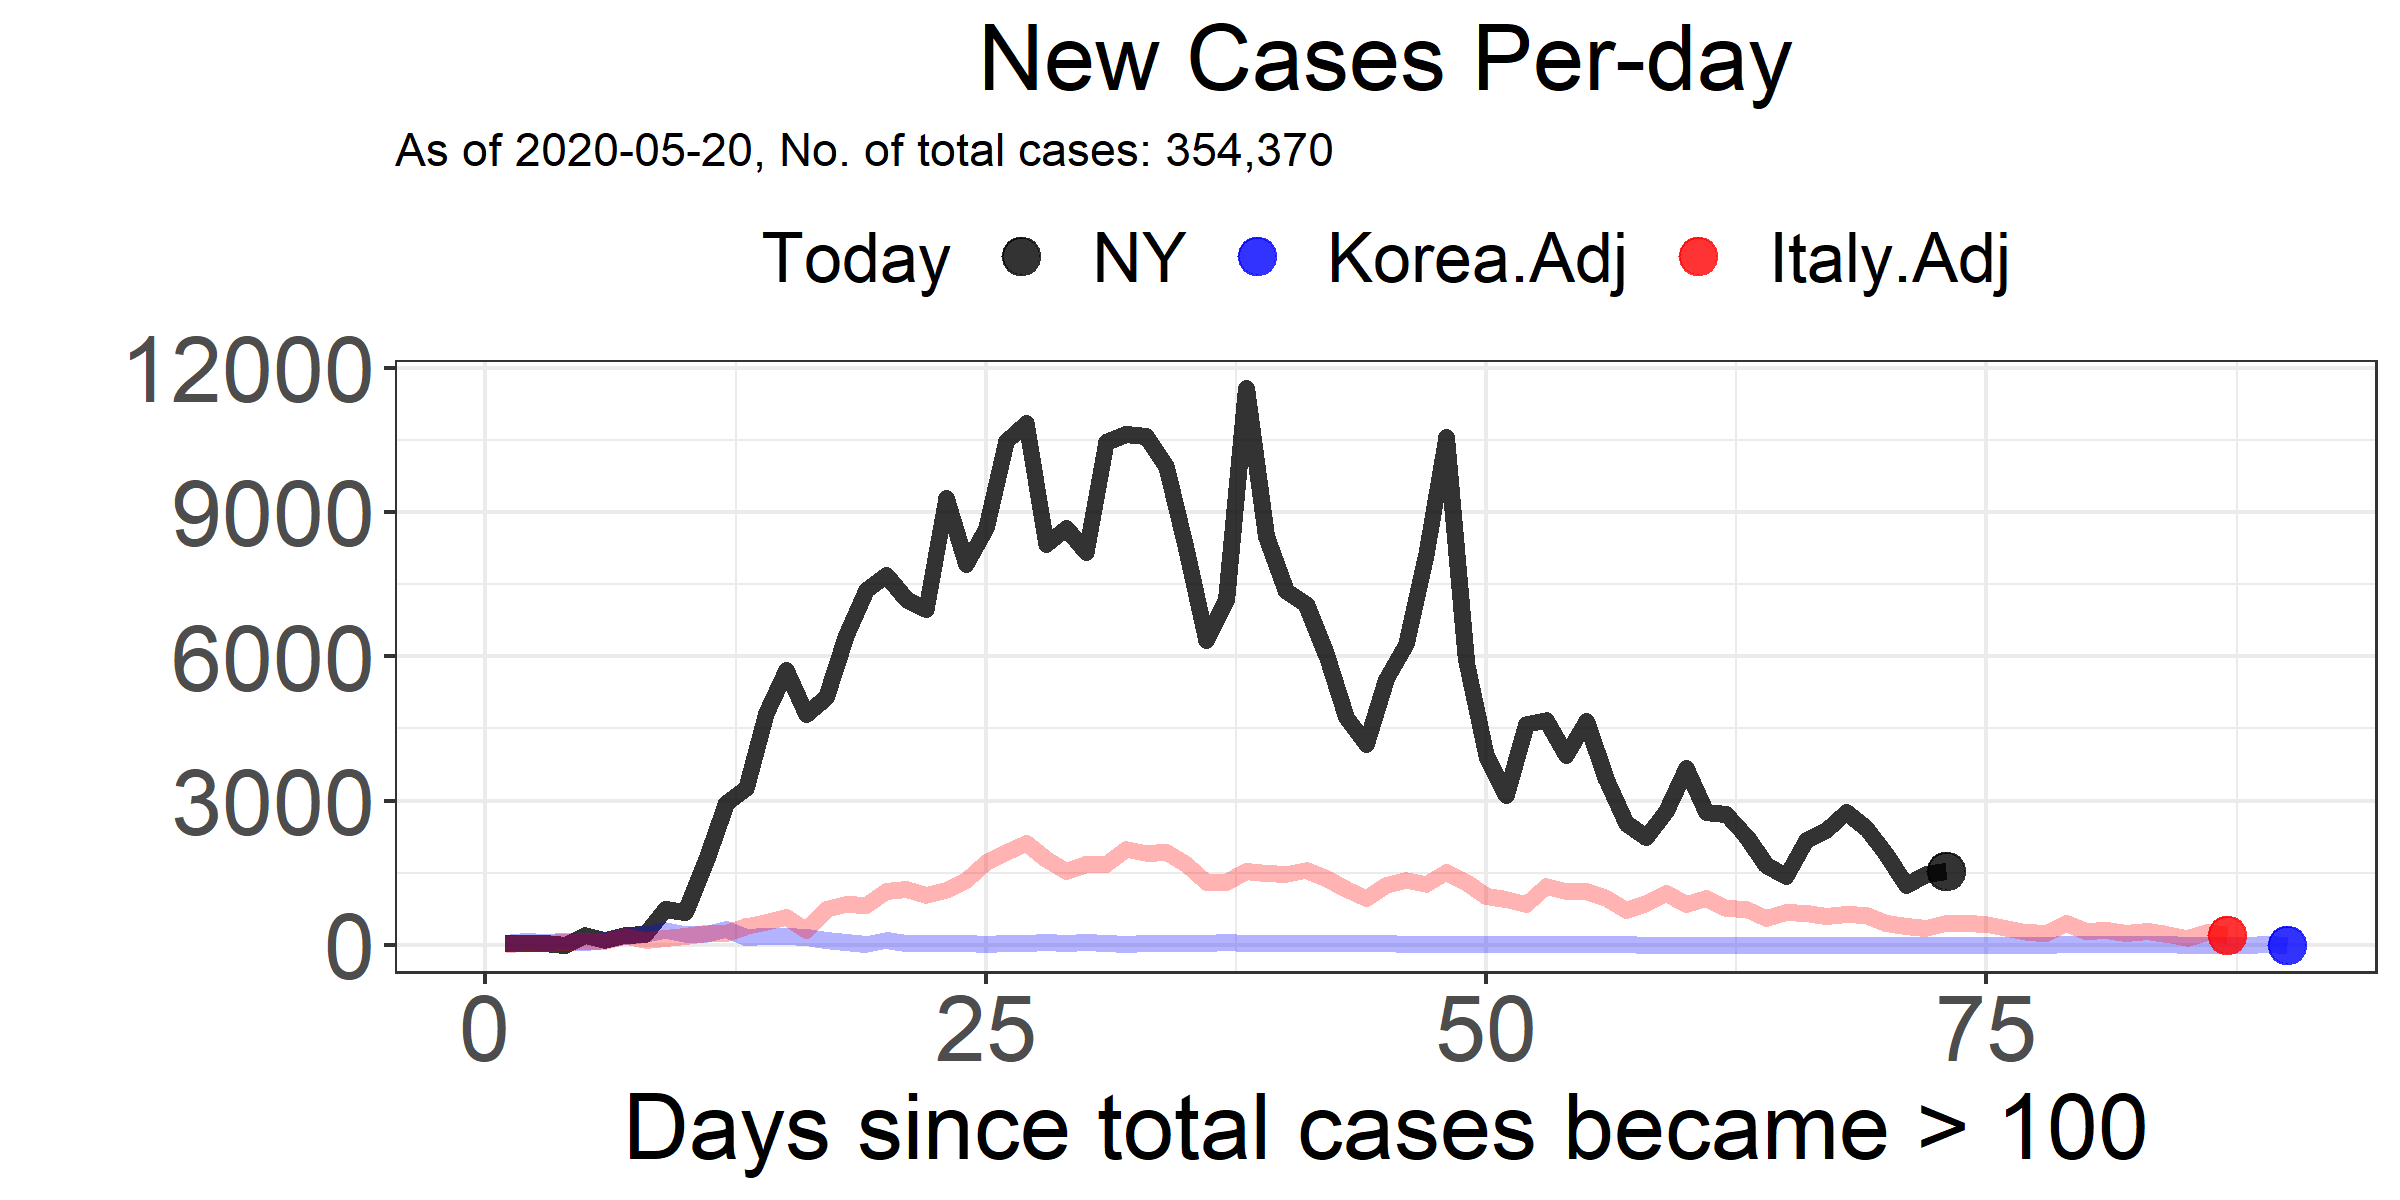 New Cases Per-day
As of 2020-05-20, No. of total cases: 354,370
Today NY Korea.Adj Italy.Adj
12000
9000
6000
3000
0
0 25 50 75
Days since total cases became > 100